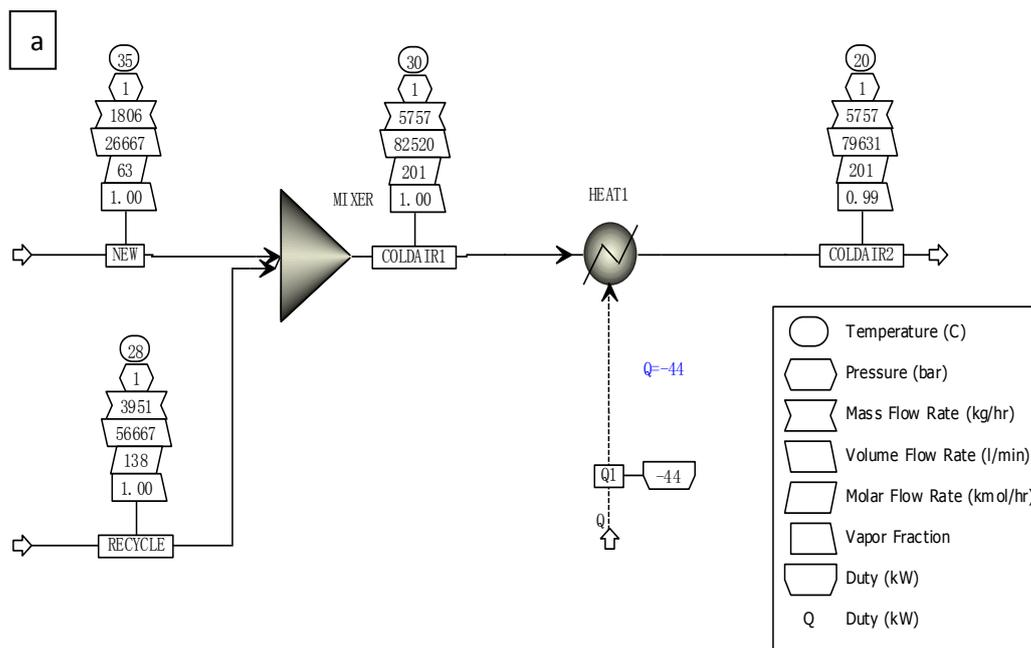 a
35
1
1806
26667
63
1.00
NEW
30
1
5757
82520
201
1.00
MIXER
COLDAIR1
HEAT1
20
1
5757
79631
201
0.99
COLDAIR2
28
1
3951
56667
138
1.00
RECYCLE
Q=-44
Q1
-44
Q
Temperature (C)
Pressure (bar)
Mass Flow Rate (kg/hr)
Volume Flow Rate (l/min)
Molar Flow Rate (kmol/hr)
Vapor Fraction
Duty (kW)
Q Duty (kW)